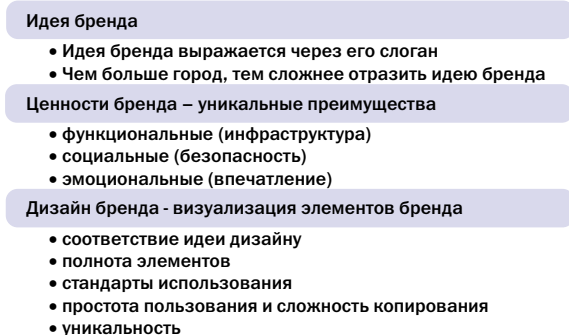 Идея бренда
• Идея бренда выражается через его слоган
• Чем больше город, тем сложнее отразить идею бренда
Ценности бренда – уникальные преимущества
• функциональные (инфраструктура)
• социальные (безопасность)
• эмоциональные (впечатление)
Дизайн бренда - визуализация элементов бренда
• соответствие идеи дизайну
• полнота элементов
• стандарты использования
• простота пользования и сложность копирования
• уникальность